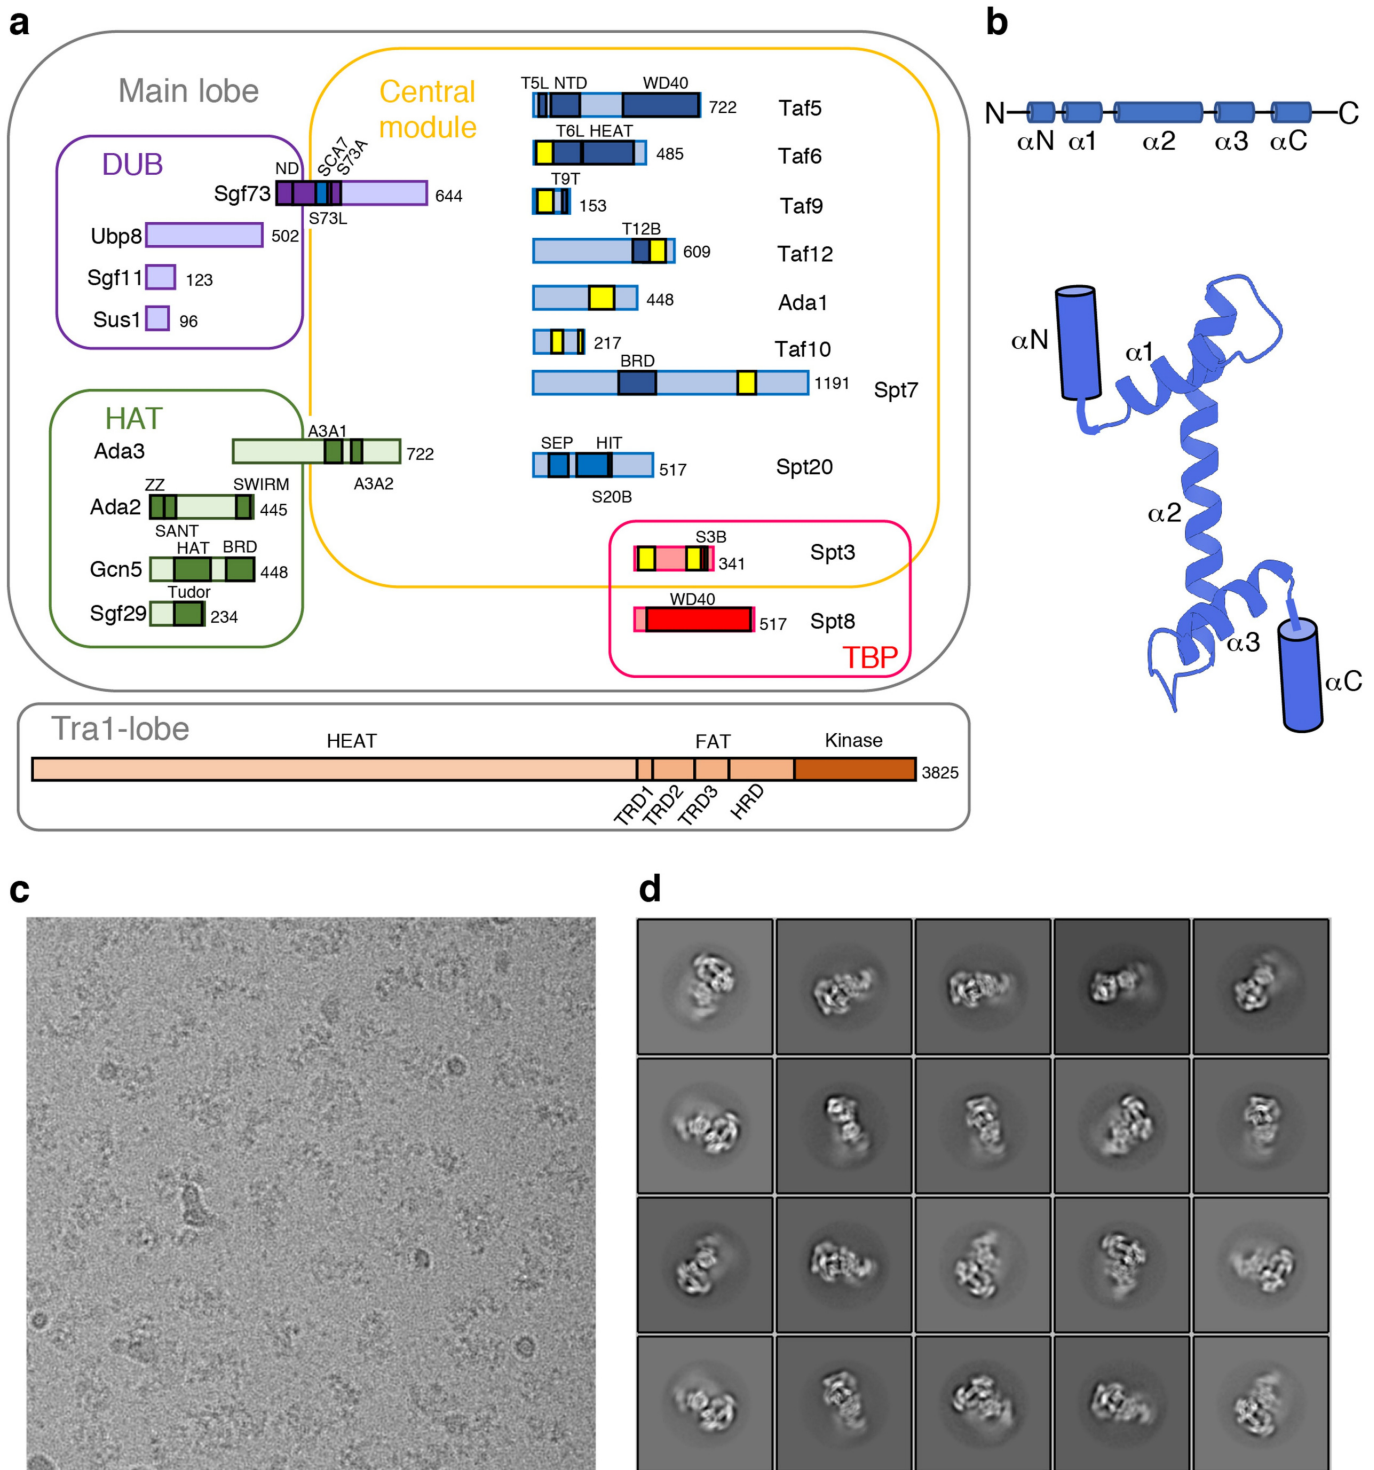 a
Main lobe
Central
module
DUB
ND
SCA7
S73A
Sgf73
644
S73L
Ubp8
502
Sgf11
123
Sus1
96
HAT
Ada3
A3A1
722
A3A2
ZZ
SWIRM
Ada2
445
SANT
HAT BRD
Gcn5
448
Tudor
Sgf29
234
T5L NTD WD40
722
Taf5
T6L HEAT
485
Taf6
T9T
153
Taf9
T12B
609
Taf12
448
Ada1
217
Taf10
BRD
1191
Spt7
SEP HIT
517
Spt20
S20B
S3B
341
Spt3
WD40
517
Spt8
TBP
Tra1-lobe
HEAT FAT Kinase
3825
TRD1
TRD2
TRD3
HRD
b
N C
αN α1 α2 α3 αC
αN
α1
α2
α3
αC
c
d